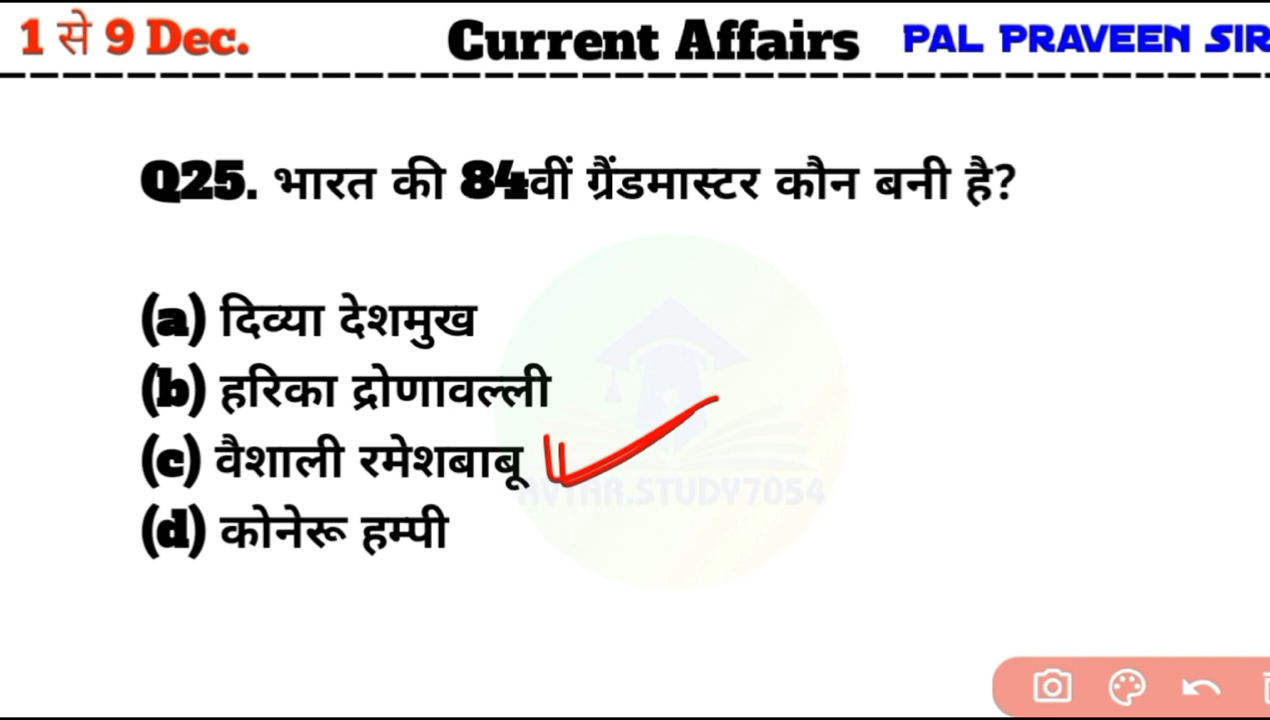 1 से 9 Dec. Current Affairs PAL PRAVEEN SIR
Q25. भारत की 84वीं ग्रैंडमास्टर कौन बनी है?
(a) दिव्या देशमुख
(b) हरिका द्रोणावल्ली
(c) वैशाली रमेशबाबू
AVTAR.STUDY7054
(d) कोनेरू हम्पी